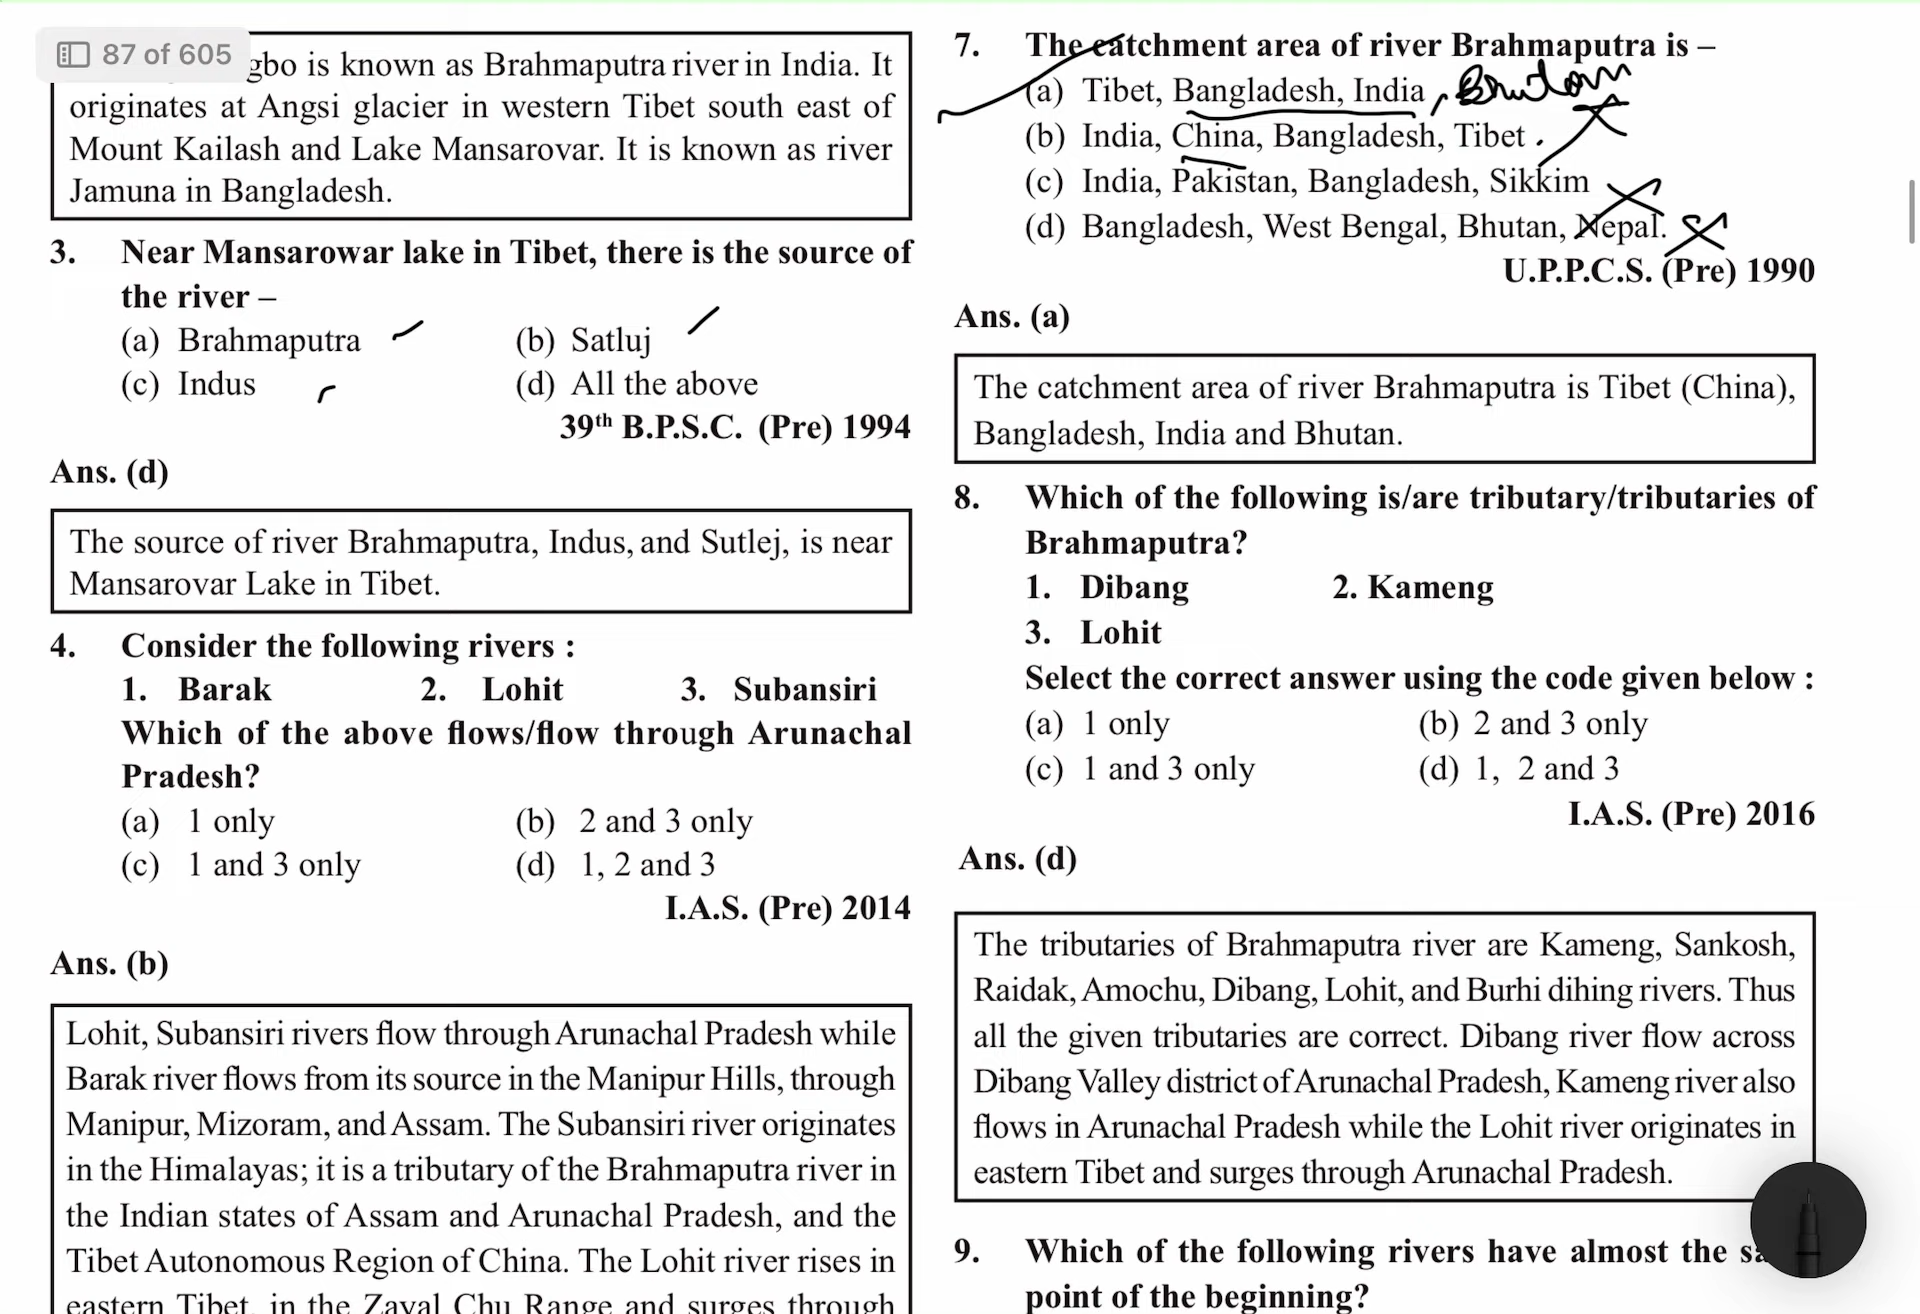 87 of 605
gbo is known as Brahmaputra river in India. It
originates at Angsi glacier in western Tibet south east of
Mount Kailash and Lake Mansarovar. It is known as river
Jamuna in Bangladesh.
3. Near Mansarowar lake in Tibet, there is the source of
the river –
(a) Brahmaputra (b) Satluj
(c) Indus (d) All the above
39th B.P.S.C. (Pre) 1994
Ans. (d)
The source of river Brahmaputra, Indus, and Sutlej, is near
Mansarovar Lake in Tibet.
4. Consider the following rivers :
1. Barak 2. Lohit 3. Subansiri
Which of the above flows/flow through Arunachal
Pradesh?
(a) 1 only (b) 2 and 3 only
(c) 1 and 3 only (d) 1, 2 and 3
I.A.S. (Pre) 2014
Ans. (b)
Lohit, Subansiri rivers flow through Arunachal Pradesh while
Barak river flows from its source in the Manipur Hills, through
Manipur, Mizoram, and Assam. The Subansiri river originates
in the Himalayas; it is a tributary of the Brahmaputra river in
the Indian states of Assam and Arunachal Pradesh, and the
Tibet Autonomous Region of China. The Lohit river rises in
eastern Tibet, in the Zayal Chu Range and surges through
7. The catchment area of river Brahmaputra is –
(a) Tibet, Bangladesh, India , Bhutan
(b) India, China, Bangladesh, Tibet .
(c) India, Pakistan, Bangladesh, Sikkim
(d) Bangladesh, West Bengal, Bhutan, Nepal.
U.P.P.C.S. (Pre) 1990
Ans. (a)
The catchment area of river Brahmaputra is Tibet (China),
Bangladesh, India and Bhutan.
8. Which of the following is/are tributary/tributaries of
Brahmaputra?
1. Dibang 2. Kameng
3. Lohit
Select the correct answer using the code given below :
(a) 1 only (b) 2 and 3 only
(c) 1 and 3 only (d) 1, 2 and 3
I.A.S. (Pre) 2016
Ans. (d)
The tributaries of Brahmaputra river are Kameng, Sankosh,
Raidak, Amochu, Dibang, Lohit, and Burhi dihing rivers. Thus
all the given tributaries are correct. Dibang river flow across
Dibang Valley district of Arunachal Pradesh, Kameng river also
flows in Arunachal Pradesh while the Lohit river originates in
eastern Tibet and surges through Arunachal Pradesh.
9. Which of the following rivers have almost the
point of the beginning?